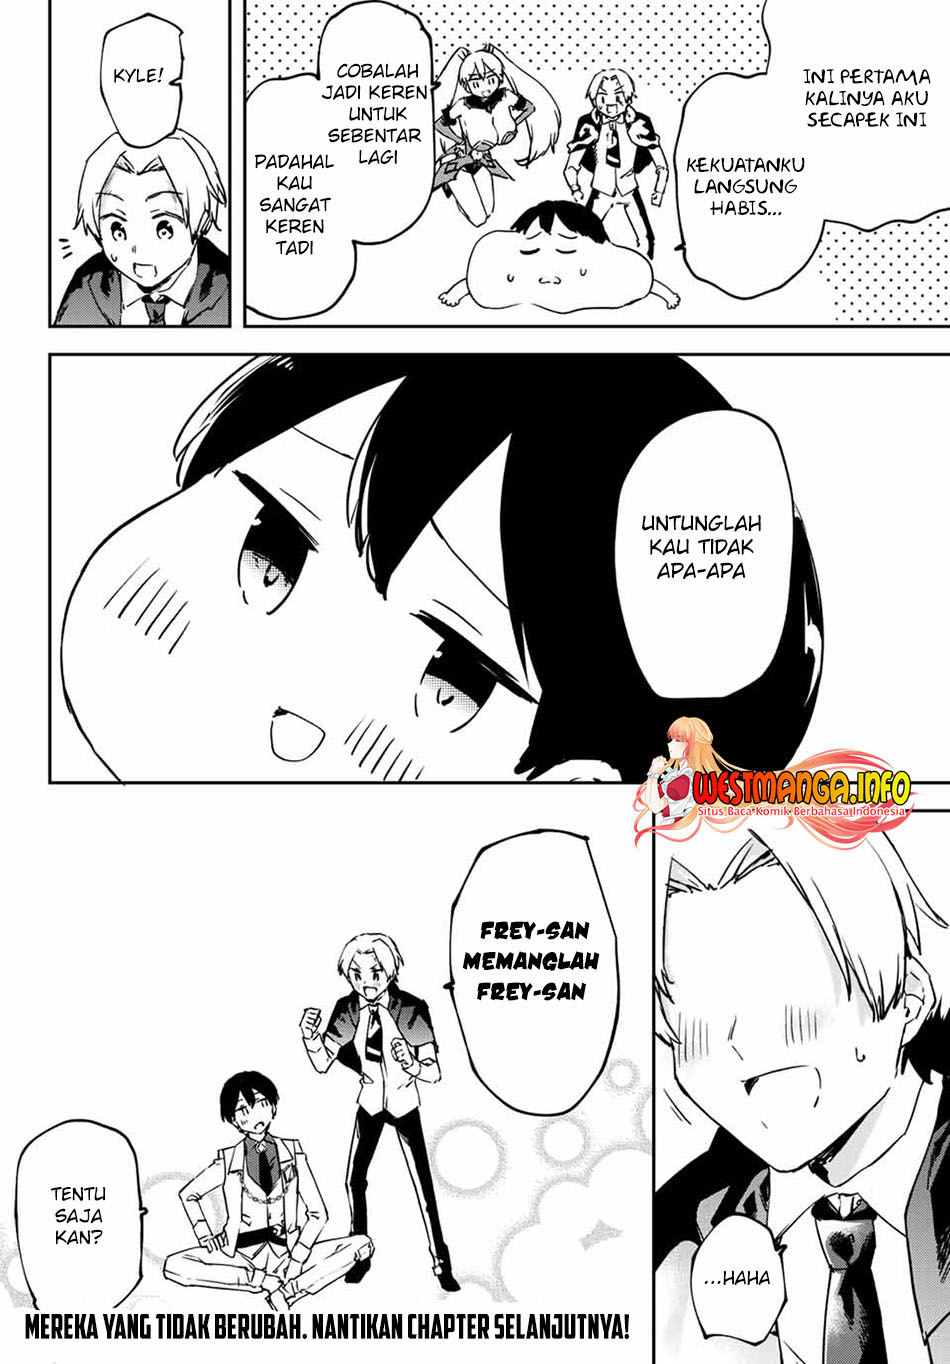 INI PERTAMA
KALINYA AKU
SECAPEK INI
KEKUATANKU
LANGSUNG
HABIS...
COBALAH
JADI KEREN
UNTUK
SEBENTAR
LAGI
PADAHAL
KAU
SANGAT
KEREN
TADI
KYLE!
UNTUNGLAH
KAU TIDAK
APA-APA
WESTMANGA.INFO
Situs Baca Komik Berbahasa Indonesia
...HAHA
FREY-SAN
MEMANGLAH
FREY-SAN
TENTU
SAJA
KAN?
MEREKA YANG TIDAK BERUBAH. NANTIKAN CHAPTER SELANJUTNYA!